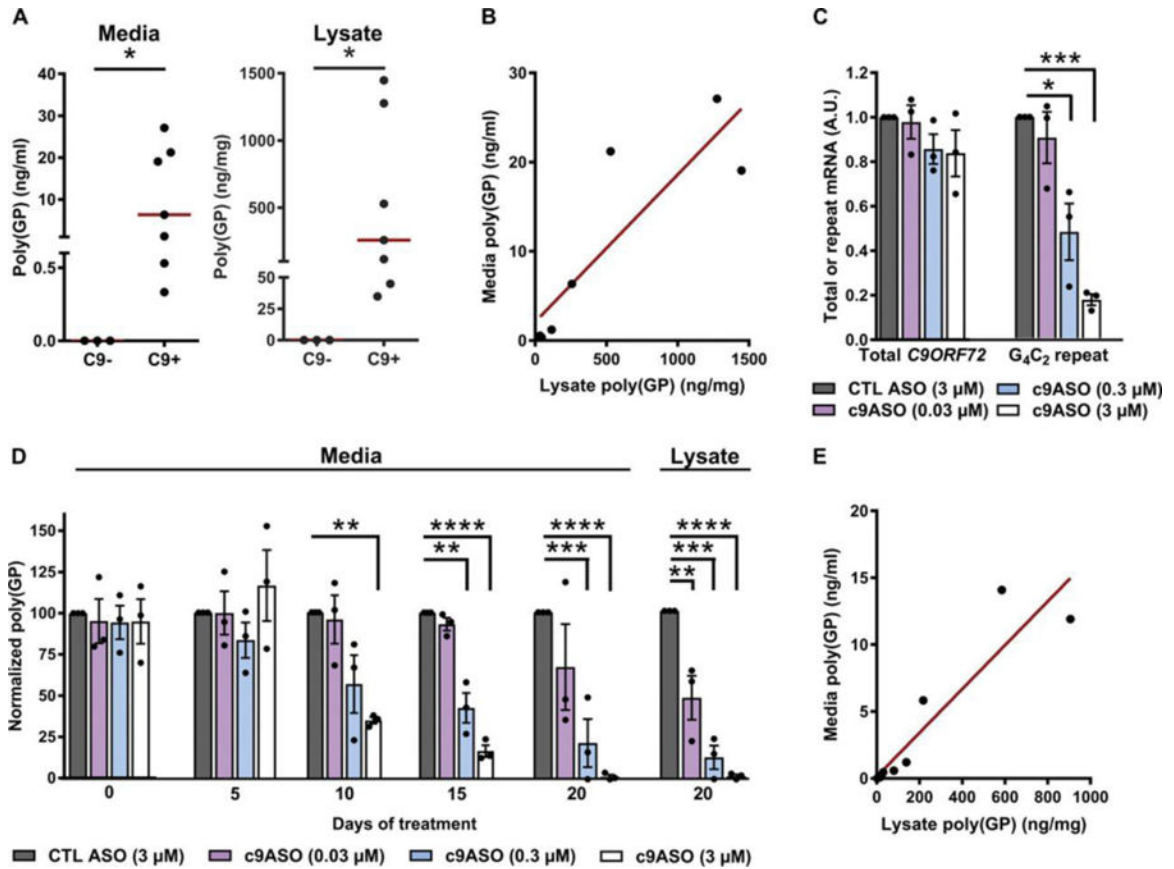 A
Media
*
Poly(GP) (ng/ml)
40
30
20
10
0.5
0.0
C9-
C9+
Lysate
*
Poly(GP) (ng/mg)
1500
1000
500
50
25
0
C9-
C9+
B
Media poly(GP) (ng/ml)
30
20
10
0
0
500
1000
1500
Lysate poly(GP) (ng/mg)
C
Total or repeat mRNA (A.U.)
1.2
1.0
0.8
0.6
0.4
0.2
0.0
***
*
Total C9ORF72
G4C2 repeat
CTL ASO (3 µM)
c9ASO (0.3 µM)
c9ASO (0.03 µM)
c9ASO (3 µM)
D
Media
Lysate
Normalized poly(GP)
150
125
100
75
50
25
0
**
****
**
****
***
****
***
**
0
5
10
15
20
20
Days of treatment
CTL ASO (3 µM)
c9ASO (0.03 µM)
c9ASO (0.3 µM)
c9ASO (3 µM)
E
Media poly(GP) (ng/ml)
20
15
10
5
0
0
200
400
600
800
1000
Lysate poly(GP) (ng/mg)